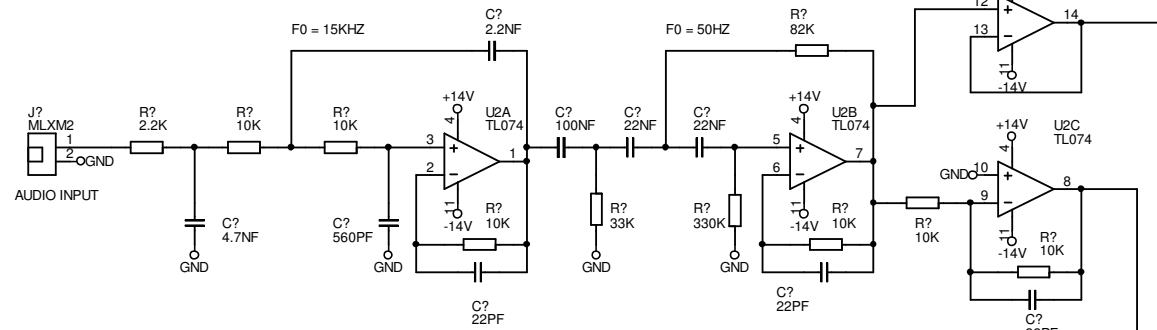 C?
2.2NF
F0 = 15KHZ
R?
82K
F0 = 50HZ
12
+
14
13
−
11
-14V
J?
MLXM2
1
2
GND
AUDIO INPUT
R?
2.2K
R?
10K
R?
10K
C?
4.7NF
GND
C?
560PF
GND
+14V
4
U2A
TL074
3
+
1
2
−
11
-14V
R?
10K
C?
22PF
C?
100NF
C?
22NF
C?
22NF
R?
33K
GND
R?
330K
GND
+14V
4
U2B
TL074
5
+
7
6
−
11
-14V
R?
10K
C?
22PF
R?
10K
+14V
4
U2C
TL074
GND
10
+
8
9
−
11
-14V
R?
10K
C?